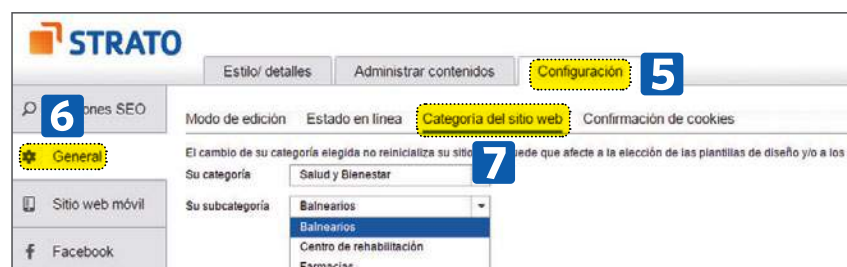 STRATO
Estilo/ detalles Administrar contenidos Configuración 5
6 ones SEO
Modo de edición Estado en línea Categoría del sitio web Confirmación de cookies
General
El cambio de su categoría elegida no reinicializa su sitio uede que afecte a la elección de las plantillas de diseño y/o a los
7
Su categoría Salud y Bienestar
Sitio web móvil
Su subcategoría Balnearios
Balnearios
Facebook
Centro de rehabilitación
Farmacias